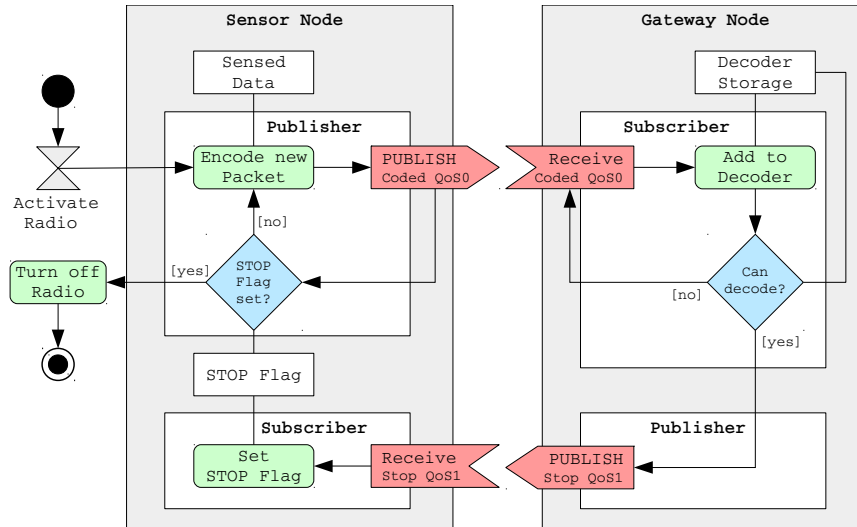 Sensor Node
Gateway Node
Sensed
Data
Decoder
Storage
Publisher
Subscriber
Encode new
Packet
PUBLISH
Coded QoS0
Receive
Coded QoS0
Add to
Decoder
Activate
Radio
[no]
[yes]
STOP
Flag
set?
Turn off
Radio
Can
decode?
[no]
[yes]
STOP Flag
Subscriber
Publisher
Set
STOP Flag
Receive
Stop QoS1
PUBLISH
Stop QoS1